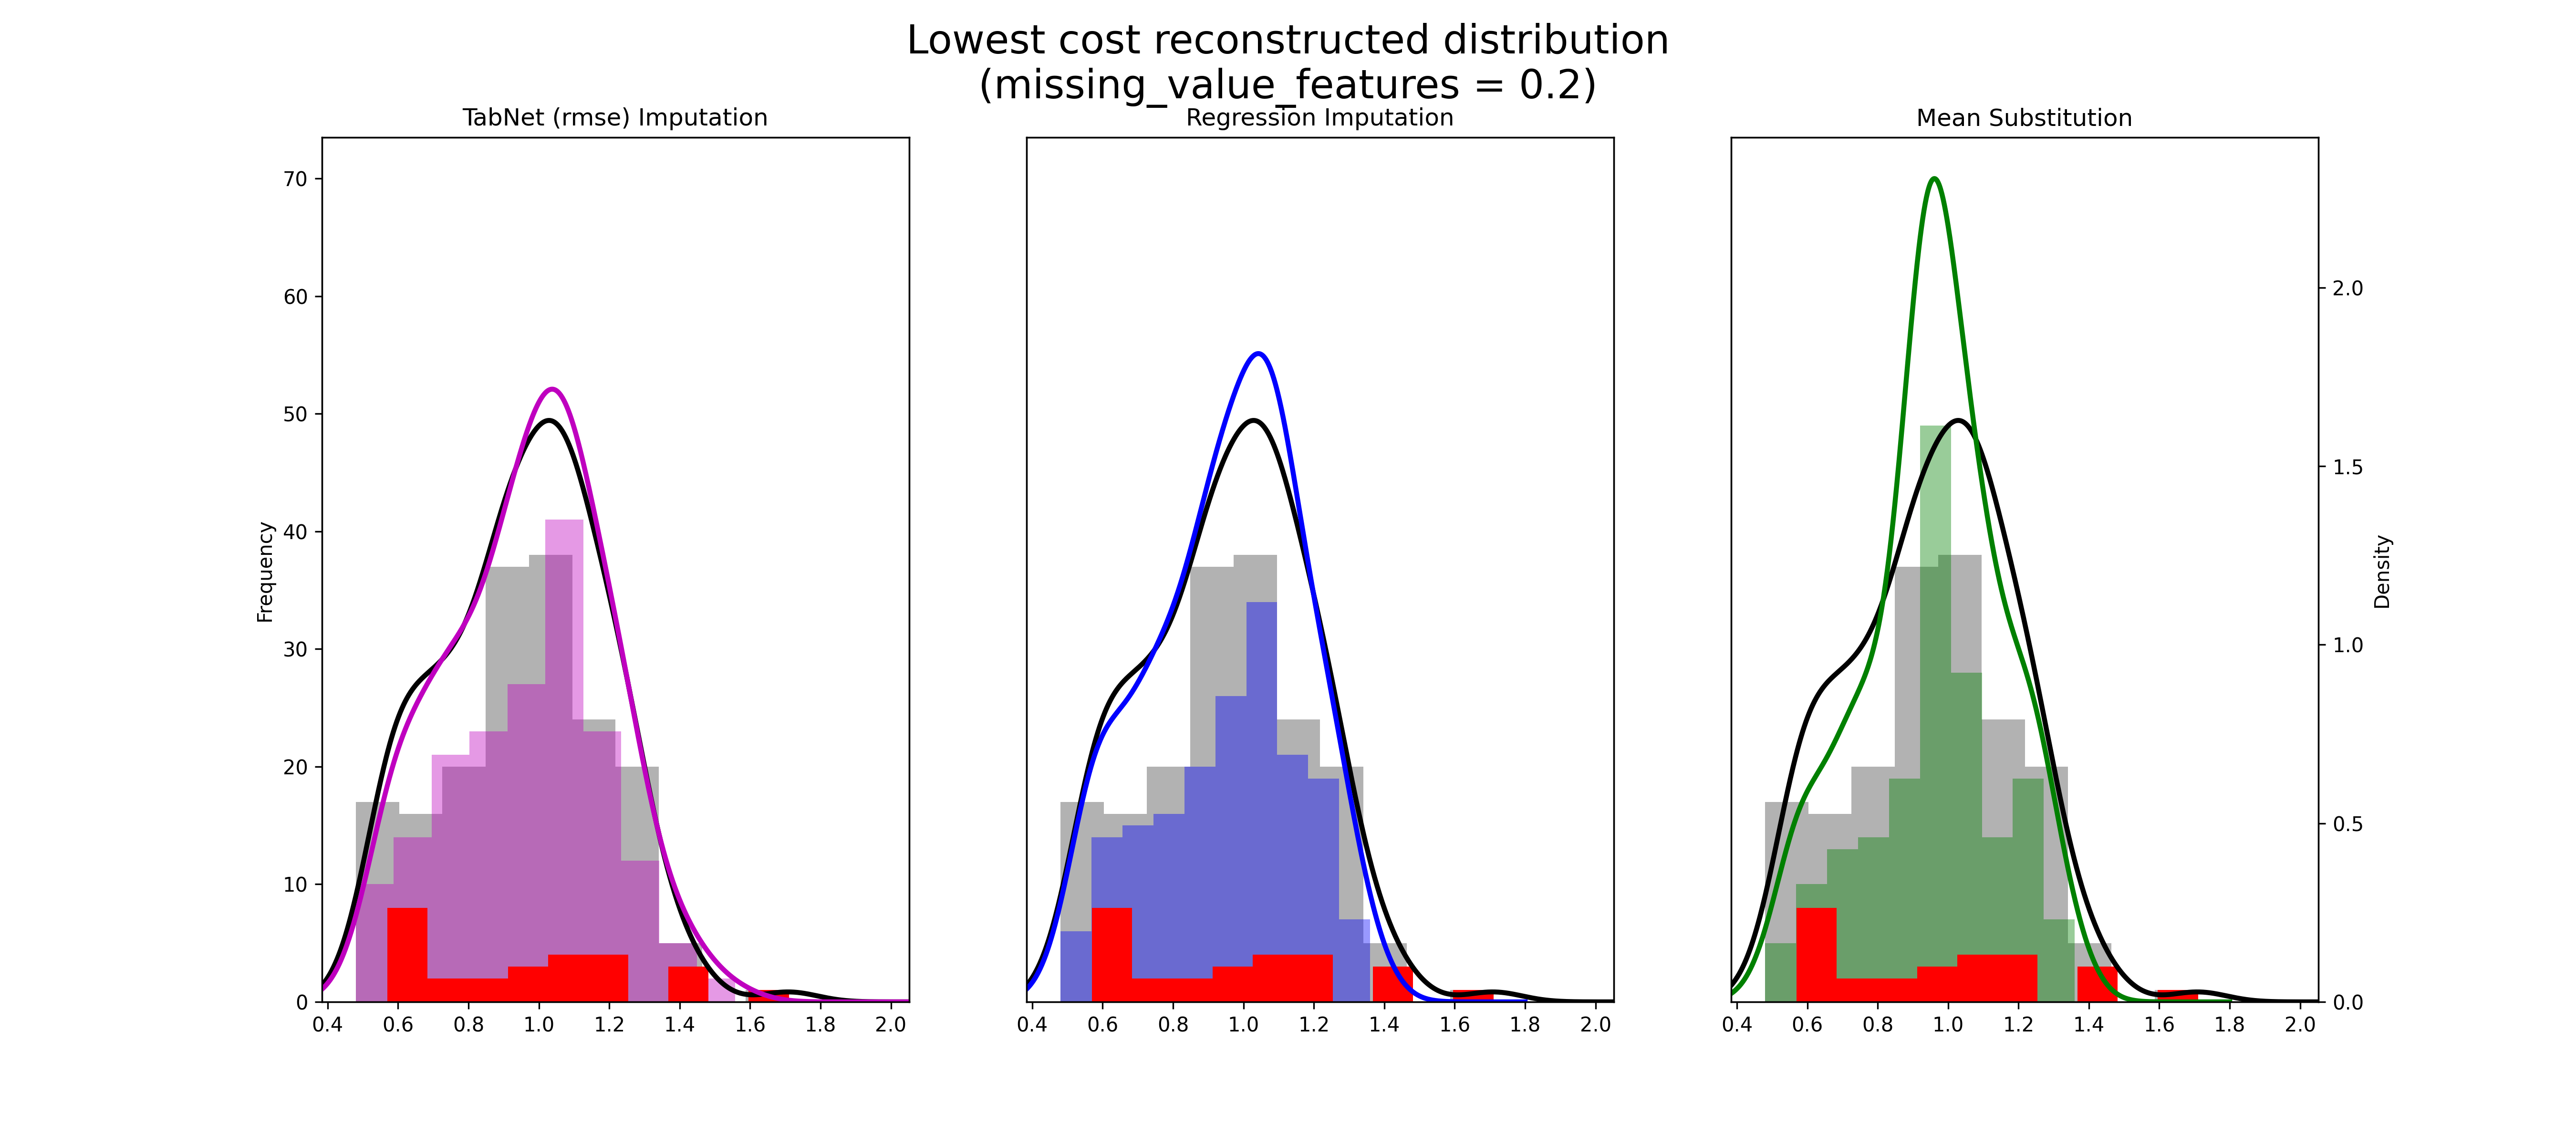 Lowest cost reconstructed distribution
(missing_value_features = 0.2)
TabNet (rmse) Imputation
Regression Imputation
Mean Substitution
70
60
50
40
30
20
10
0
Frequency
0.4 0.6 0.8 1.0 1.2 1.4 1.6 1.8 2.0
0.4 0.6 0.8 1.0 1.2 1.4 1.6 1.8 2.0
0.4 0.6 0.8 1.0 1.2 1.4 1.6 1.8 2.0
2.0
1.5
1.0
0.5
0.0
Density